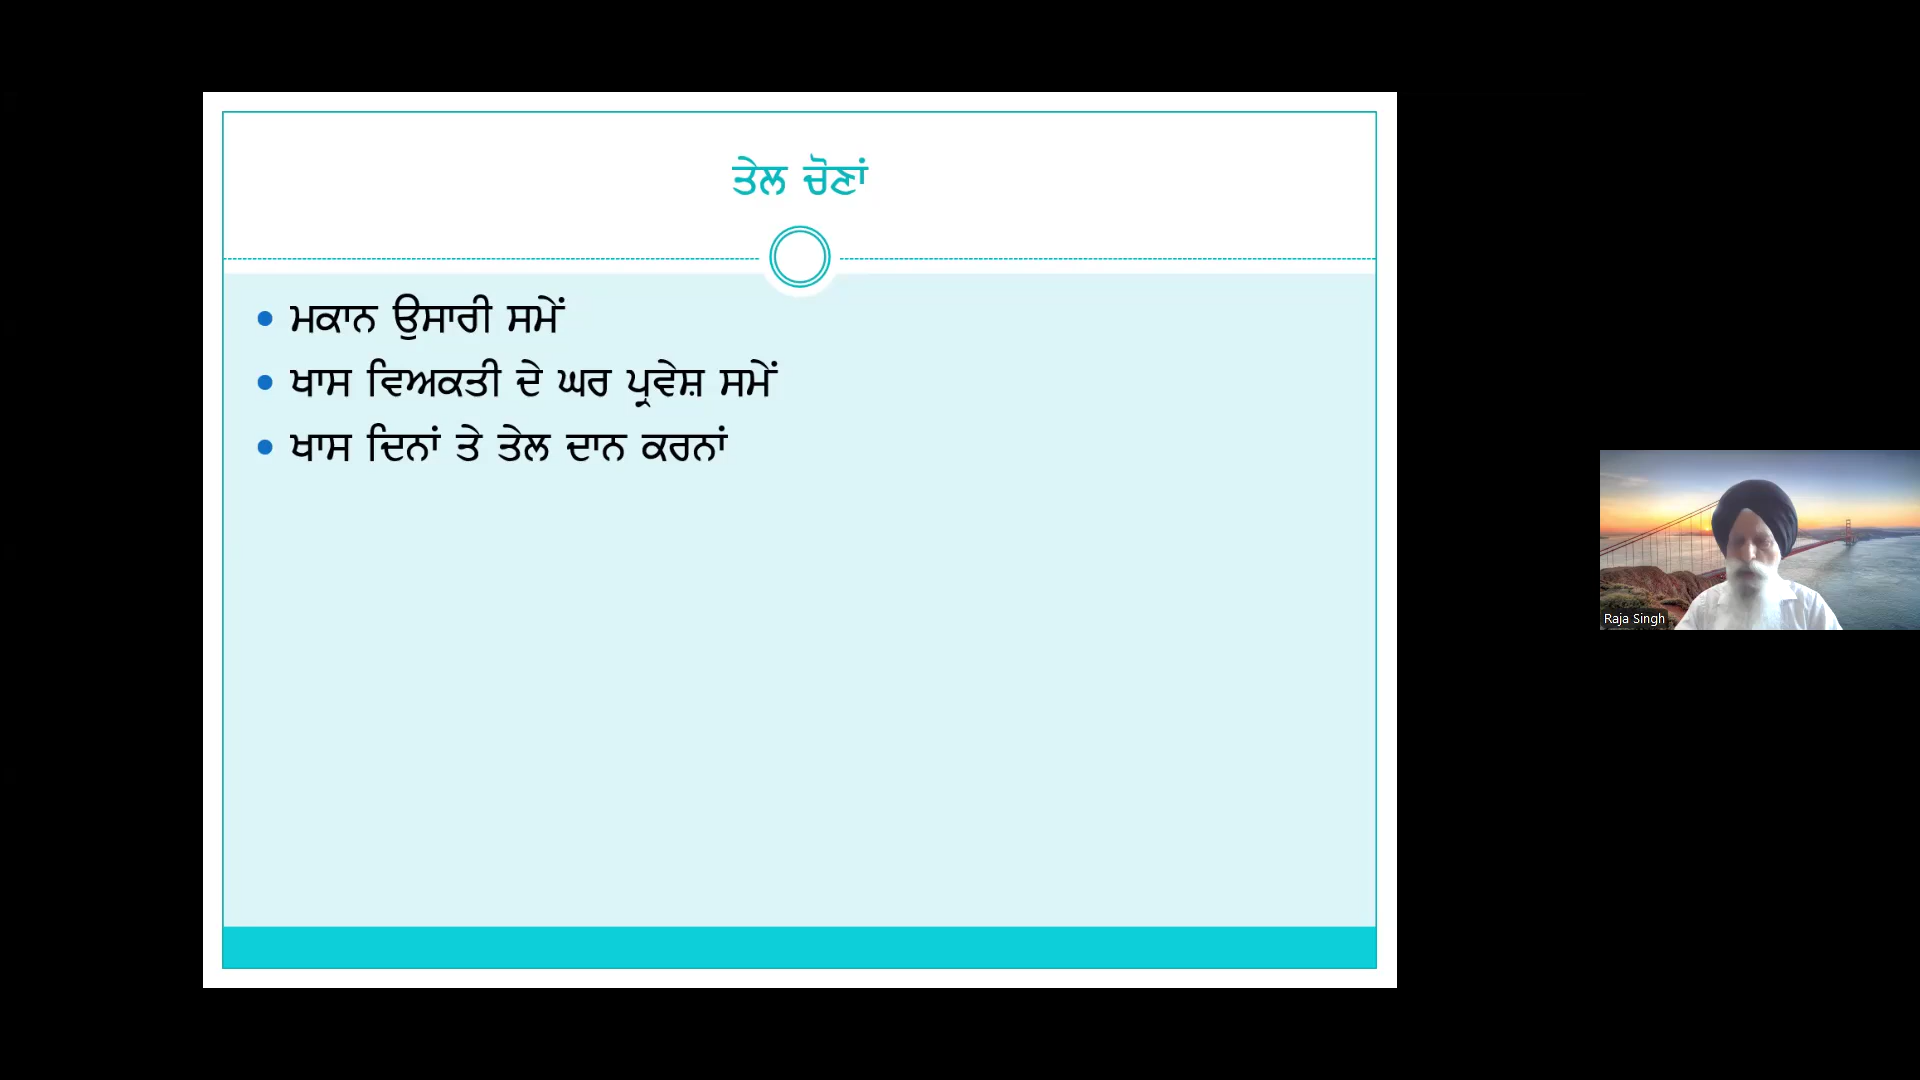 ਤੇਲ ਚੋਣਾਂ
• ਮਕਾਨ ਉਸਾਰੀ ਸਮੇਂ
• ਖਾਸ ਵਿਅਕਤੀ ਦੇ ਘਰ ਪ੍ਰਵੇਸ਼ ਸਮੇਂ
• ਖਾਸ ਦਿਨਾਂ ਤੇ ਤੇਲ ਦਾਨ ਕਰਨਾਂ
Raja Singh